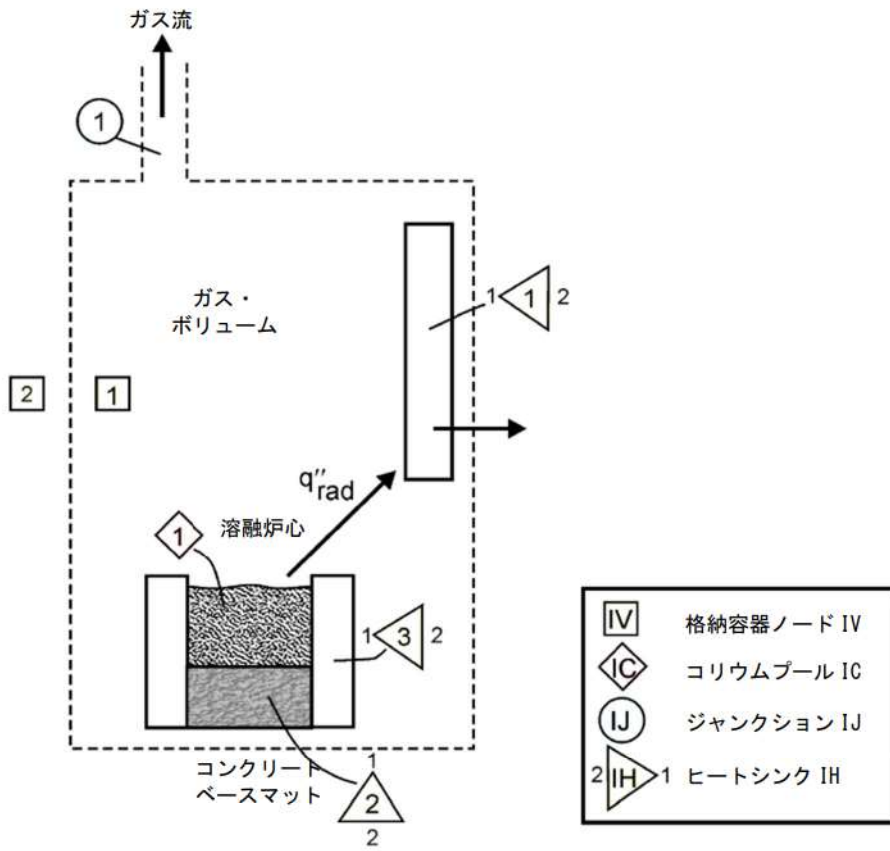 ガス流
1
ガス・
ボリューム
1 1 2
2
1
q″rad
1
溶融炉心
1 3 2
コンクリート
ベースマット
1
2
2
IV 格納容器ノード IV
IC コリウムプール IC
IJ ジャンクション IJ
2 IH 1 ヒートシンク IH